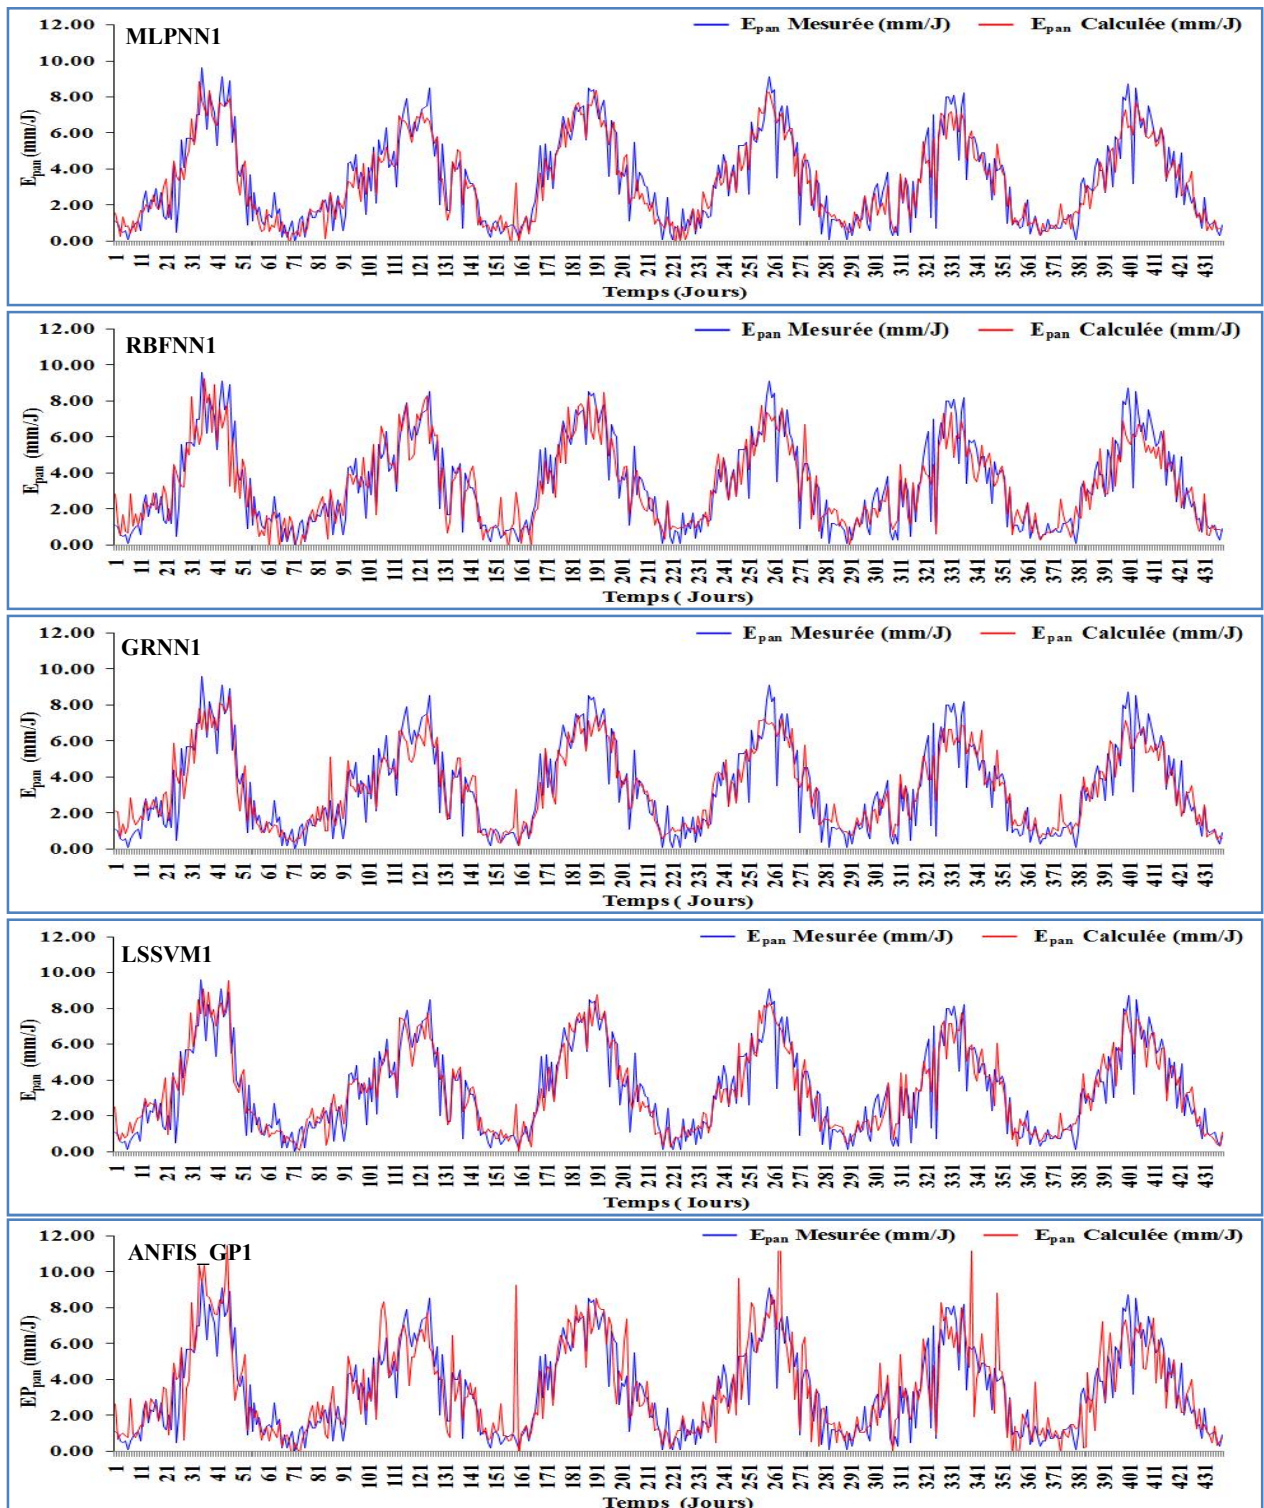 12.00 E_pan Mesurée (mm/J) E_pan Calculée (mm/J)
MLPNN1
10.00
8.00
6.00
4.00
2.00
0.00
E_pan (mm/J)
1 11 21 31 41 51 61 71 81 91 101 111 121 131 141 151 161 171 181 191 201 211 221 231 241 251 261 271 281 291 301 311 321 331 341 351 361 371 381 391 401 411 421 431
Temps (Jours)
12.00 E_pan Mesurée (mm/J) E_pan Calculée (mm/J)
RBFNN1
10.00
8.00
6.00
4.00
2.00
0.00
E_pan (mm/J)
1 11 21 31 41 51 61 71 81 91 101 111 121 131 141 151 161 171 181 191 201 211 221 231 241 251 261 271 281 291 301 311 321 331 341 351 361 371 381 391 401 411 421 431
Temps ( Jours)
12.00 E_pan Mesurée (mm/J) E_pan Calculée (mm/J)
GRNN1
10.00
8.00
6.00
4.00
2.00
0.00
E_pan (mm/J)
1 11 21 31 41 51 61 71 81 91 101 111 121 131 141 151 161 171 181 191 201 211 221 231 241 251 261 271 281 291 301 311 321 331 341 351 361 371 381 391 401 411 421 431
Temps ( Jours)
12.00 E_pan Mesurée (mm/J) E_pan Calculée (mm/J)
LSSVM1
10.00
8.00
6.00
4.00
2.00
0.00
E_pan (mm/J)
1 11 21 31 41 51 61 71 81 91 101 111 121 131 141 151 161 171 181 191 201 211 221 231 241 251 261 271 281 291 301 311 321 331 341 351 361 371 381 391 401 411 421 431
Temps ( Iours)
12.00 E_pan Mesurée (mm/J) E_pan Calculée (mm/J)
ANFIS_GP1
10.00
8.00
6.00
4.00
2.00
0.00
EP_pan (mm/J)
1 11 21 31 41 51 61 71 81 91 101 111 121 131 141 151 161 171 181 191 201 211 221 231 241 251 261 271 281 291 301 311 321 331 341 351 361 371 381 391 401 411 421 431
Temps (Jours)